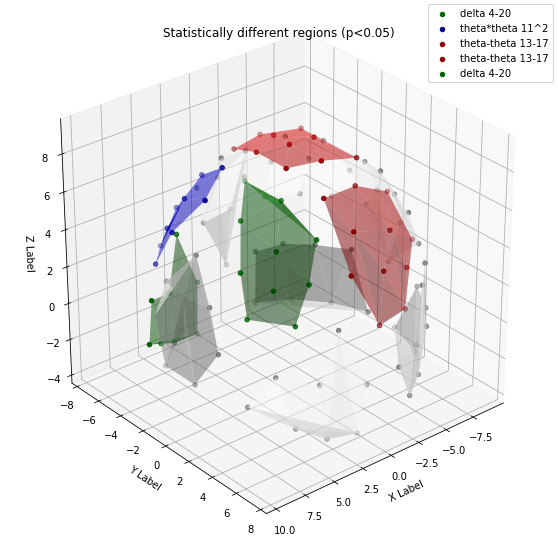 Statistically different regions (p<0.05)
delta 4-20
theta*theta 11^2
theta-theta 13-17
theta-theta 13-17
delta 4-20
Z Label
8
6
4
2
0
−2
−4
Y Label
−8
−6
−4
−2
0
2
4
6
8
X Label
10.0
7.5
5.0
2.5
0.0
−2.5
−5.0
−7.5